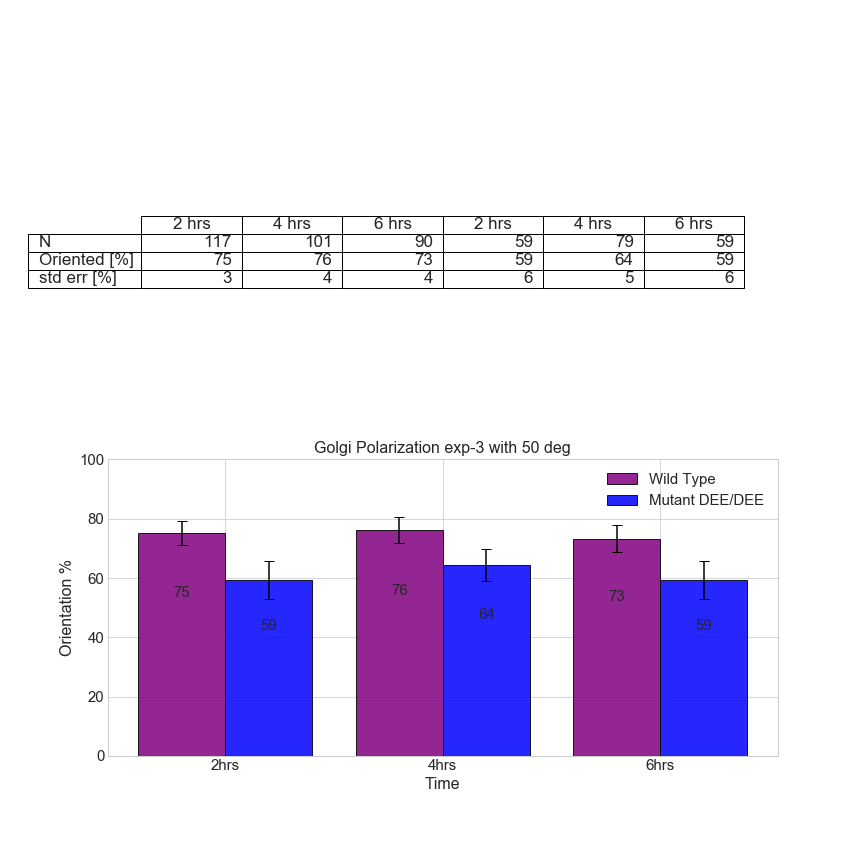 2 hrs 4 hrs 6 hrs 2 hrs 4 hrs 6 hrs
N 117 101 90 59 79 59
Oriented [%] 75 76 73 59 64 59
std err [%] 3 4 4 6 5 6
Golgi Polarization exp-3 with 50 deg
100
80
60
40
20
0
Orientation %
Wild Type
Mutant DEE/DEE
75 59 76 64 73 59
2hrs 4hrs 6hrs
Time